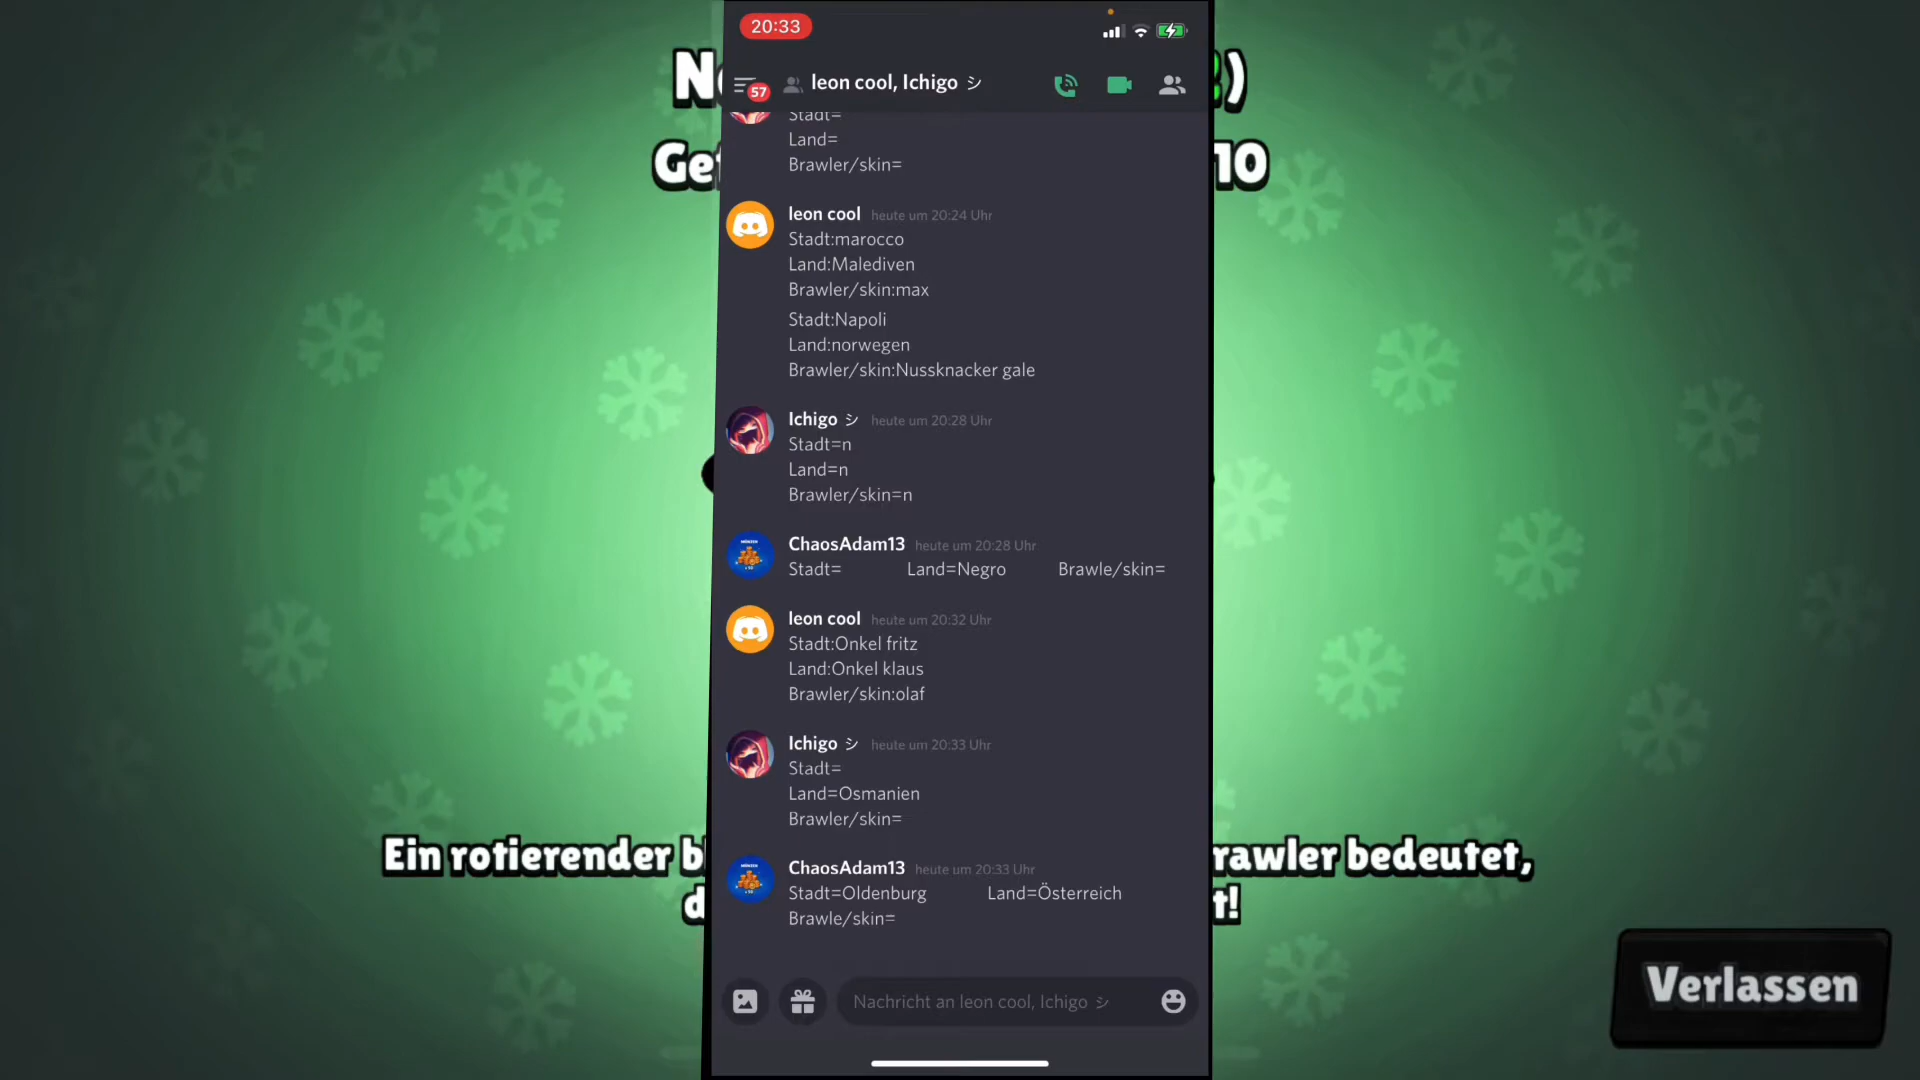 20:33
57
leon cool, Ichigo シ
Stadt=
Land=
Brawler/skin=
leon cool heute um 20:24 Uhr
Stadt:marocco
Land:Malediven
Brawler/skin:max
Stadt:Napoli
Land:norwegen
Brawler/skin:Nussknacker gale
Ichigo シ heute um 20:28 Uhr
Stadt=n
Land=n
Brawler/skin=n
ChaosAdam13 heute um 20:28 Uhr
Stadt= Land=Negro Brawle/skin=
leon cool heute um 20:32 Uhr
Stadt:Onkel fritz
Land:Onkel klaus
Brawler/skin:olaf
Ichigo シ heute um 20:33 Uhr
Stadt=
Land=Osmanien
Brawler/skin=
ChaosAdam13 heute um 20:33 Uhr
Stadt=Oldenburg Land=Österreich
Brawle/skin=
Nachricht an leon cool, Ichigo シ
10
Ein rotierender
bedeutet,
Verlassen